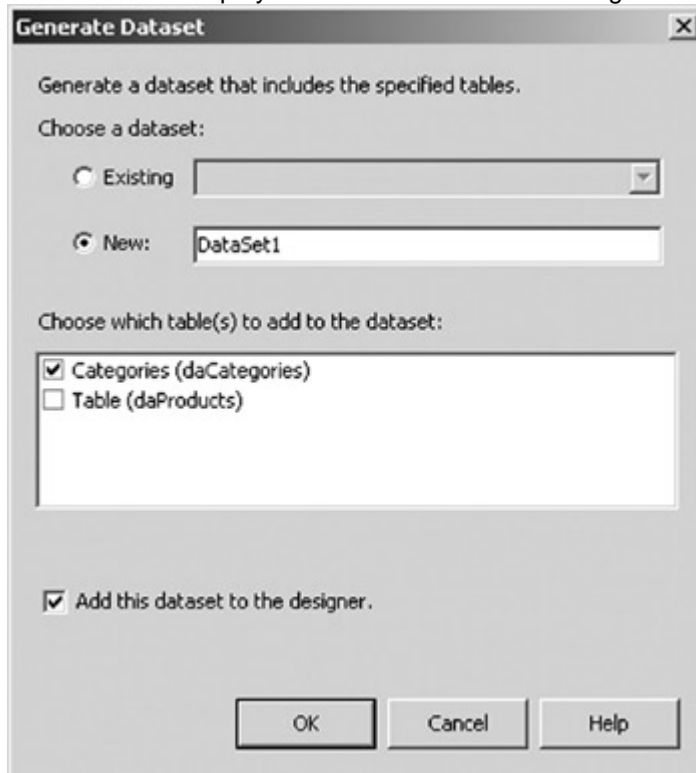 Generate Dataset
Generate a dataset that includes the specified tables.
Choose a dataset:
Existing
New: DataSet1
Choose which table(s) to add to the dataset:
Categories (daCategories)
Table (daProducts)
Add this dataset to the designer.
OK Cancel Help